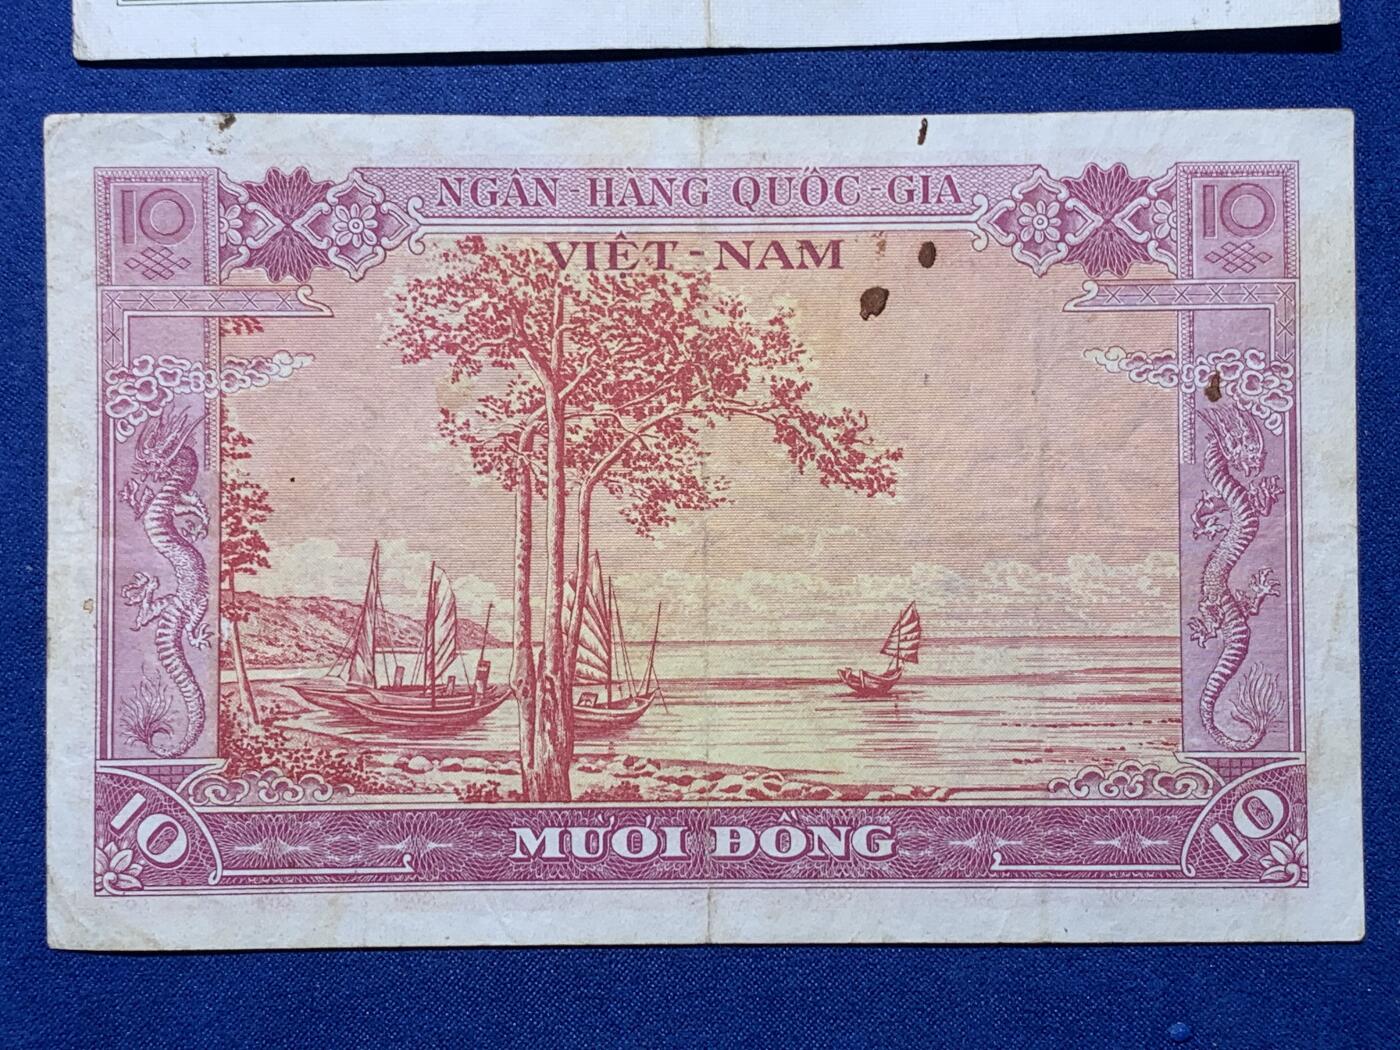 10 NGÂN-HÀNG QUỐC-GIA 10
VIỆT-NAM
10 MƯỜI ĐỒNG 10